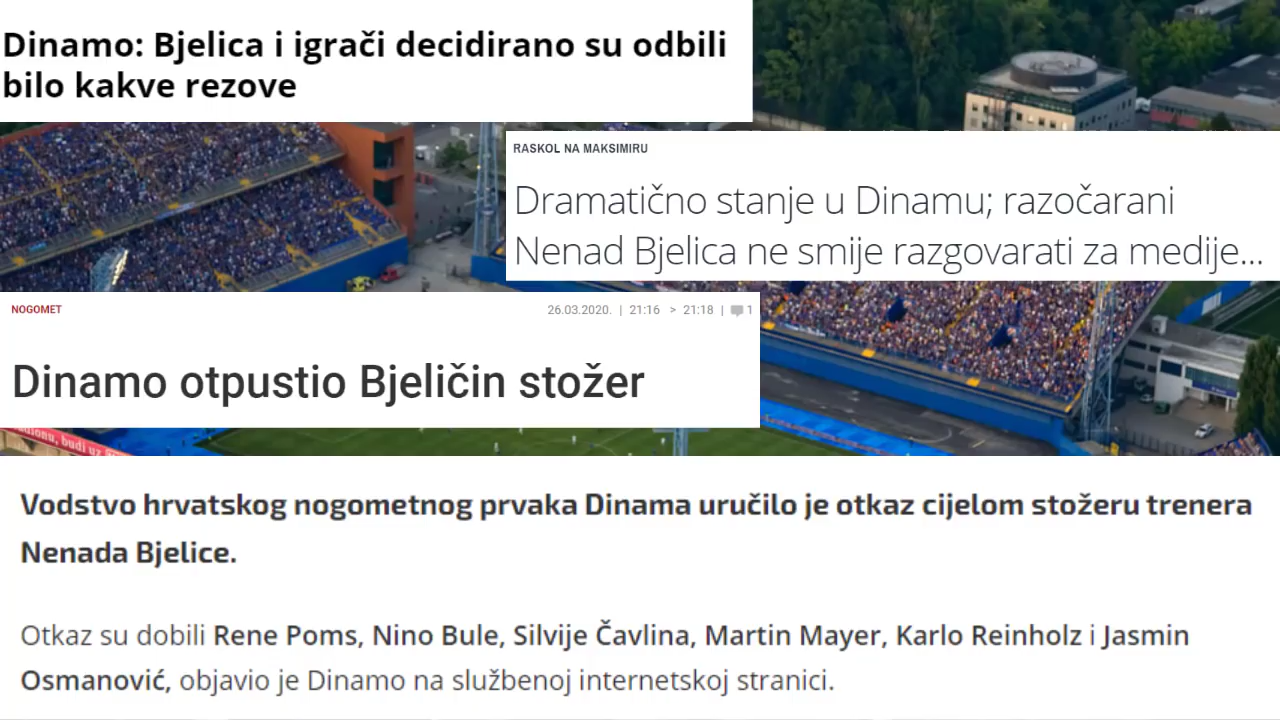 Dinamo: Bjelica i igrači decidirano su odbili
bilo kakve rezove
RASKOL NA MAKSIMIRU
Dramatično stanje u Dinamu; razočarani
Nenad Bjelica ne smije razgovarati za medije...
NOGOMET
26.03.2020. | 21:16 > 21:18 | 1
Dinamo otpustio Bjeličin stožer
budi uz
Vodstvo hrvatskog nogometnog prvaka Dinama uručilo je otkaz cijelom stožeru trenera
Nenada Bjelice.
Otkaz su dobili Rene Poms, Nino Bule, Silvije Čavlina, Martin Mayer, Karlo Reinholz i Jasmin
Osmanović, objavio je Dinamo na službenoj internetskoj stranici.